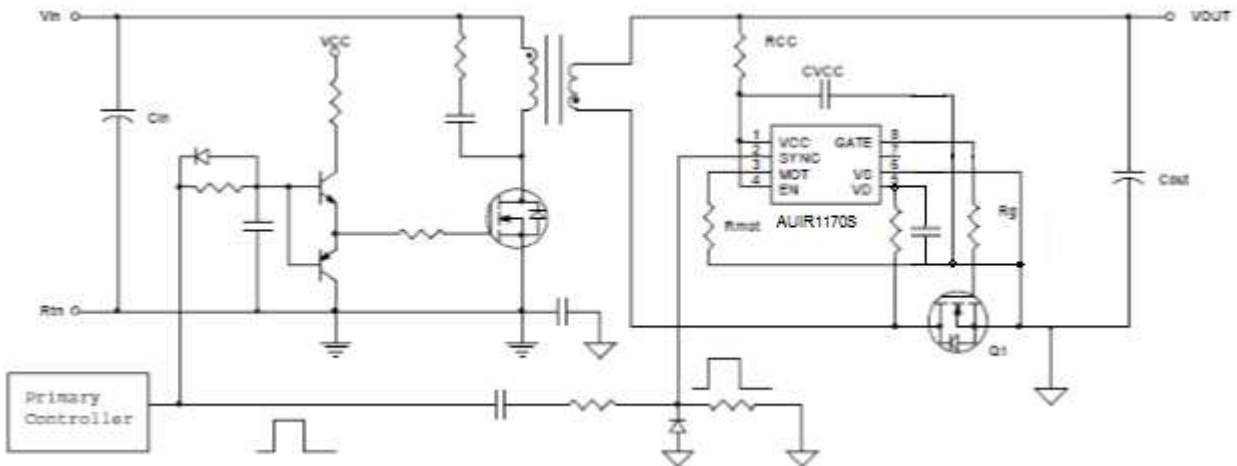 Vin
VOUT
VCC
RCC
CVCC
Cin
1 VCC GATE 8
2 SYNC 7
3 MOT VS 6
4 EN VD 5
AUIR1170S
Cout
Rmot
Rg
Rtn
Q1
Primary
Controller